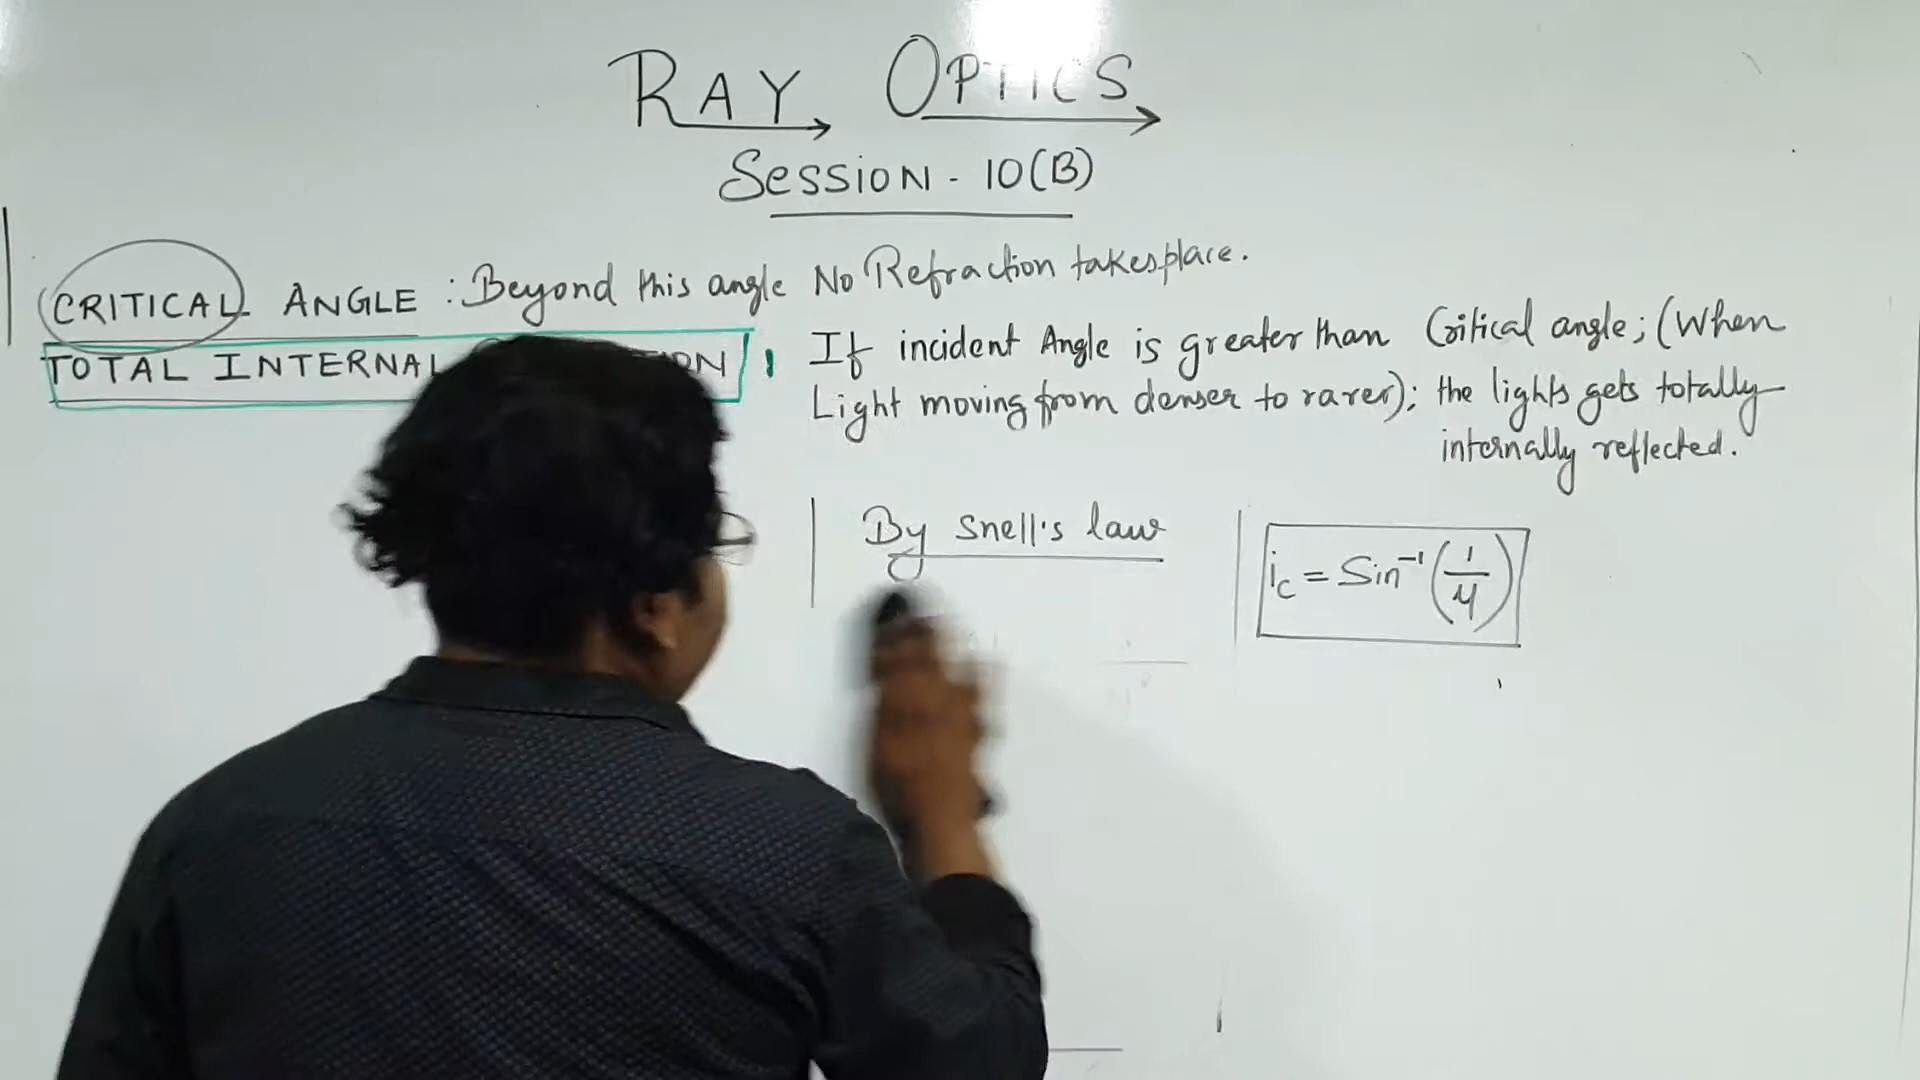 RAY OPTICS
SESSION - 10(B)
CRITICAL ANGLE : Beyond this angle No Refraction takesplace.
TOTAL INTERNAL : If incident Angle is greater than Critical angle; (When
Light moving from denser to rarer); the lights gets totally
internally reflected.
By Snell's law
ic = Sin⁻¹(1/μ)